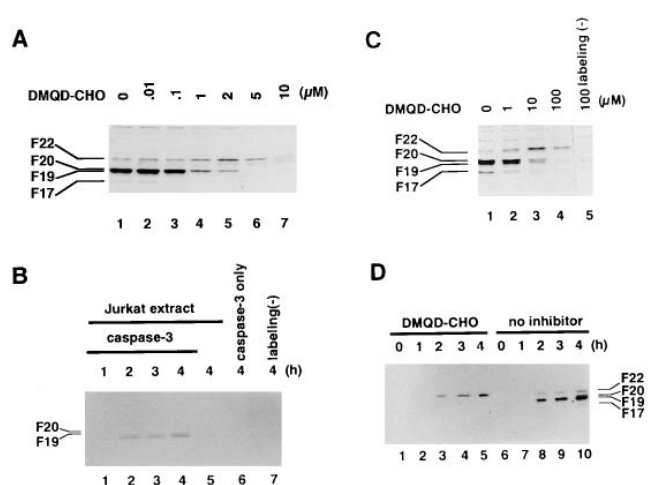 A
DMQD-CHO 0 .01 .1 1 2 5 10 (µM)
F22
F20
F19
F17
1 2 3 4 5 6 7
C
DMQD-CHO 0 1 10 100 100 labeling (-) (µM)
F22
F20
F19
F17
1 2 3 4 5
B
Jurkat extract
caspase-3
caspase-3 only
labeling(-)
1 2 3 4 4 4 4 (h)
F20
F19
1 2 3 4 5 6 7
D
DMQD-CHO no inhibitor
0 1 2 3 4 0 1 2 3 4 (h)
F22
F20
F19
F17
1 2 3 4 5 6 7 8 9 10